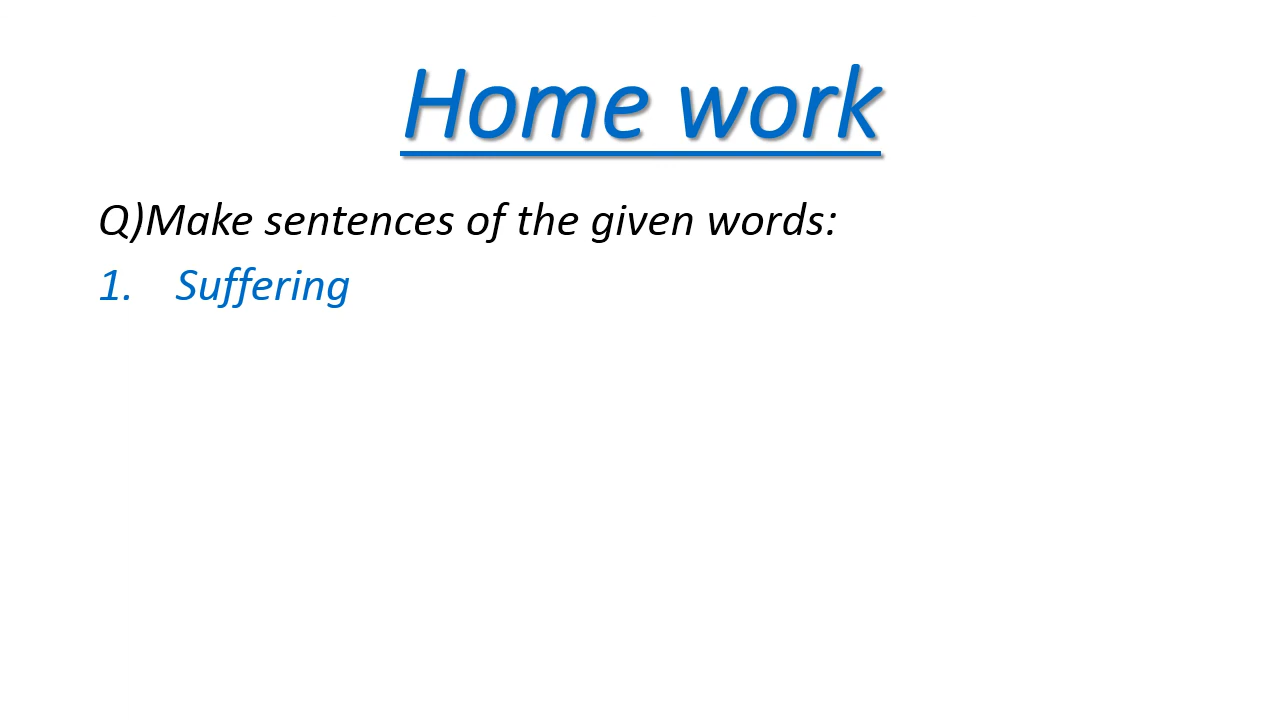 Home work
Q)Make sentences of the given words:
1. Suffering